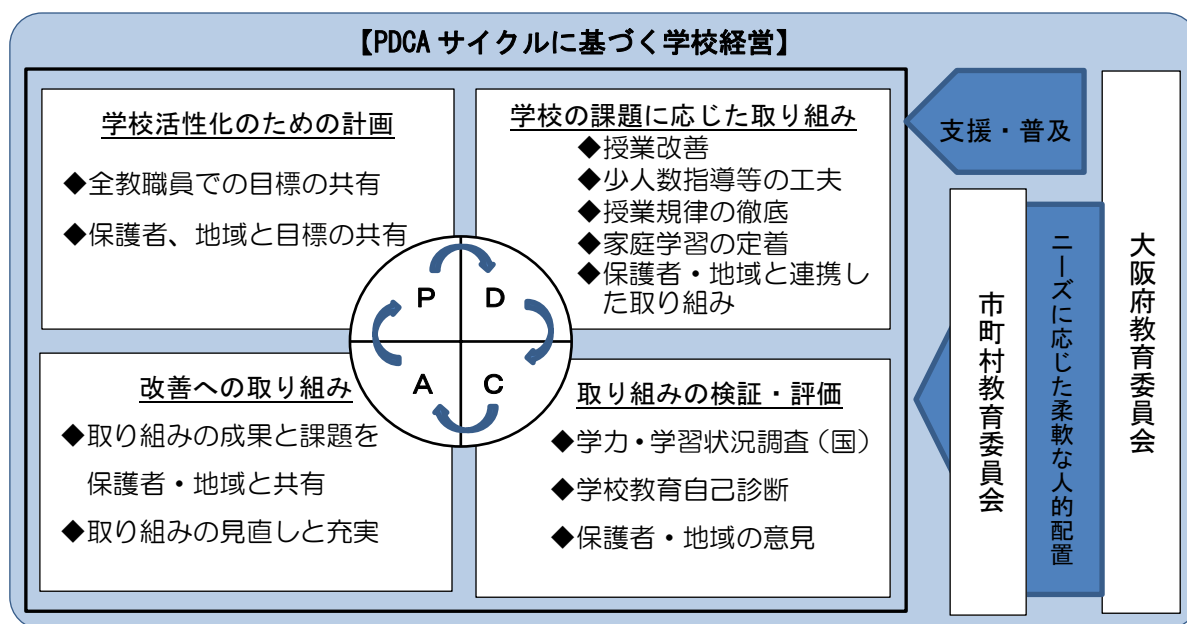 【PDCA サイクルに基づく学校経営】
学校活性化のための計画
◆全教職員での目標の共有
◆保護者、地域と目標の共有
学校の課題に応じた取り組み
◆授業改善
◆少人数指導等の工夫
◆授業規律の徹底
◆家庭学習の定着
◆保護者・地域と連携し
た取り組み
P
D
A
C
改善への取り組み
◆取り組みの成果と課題を
保護者・地域と共有
◆取り組みの見直しと充実
取り組みの検証・評価
◆学力・学習状況調査（国）
◆学校教育自己診断
◆保護者・地域の意見
支援・普及
市町村教育委員会
ニーズに応じた柔軟な人的配置
大阪府教育委員会